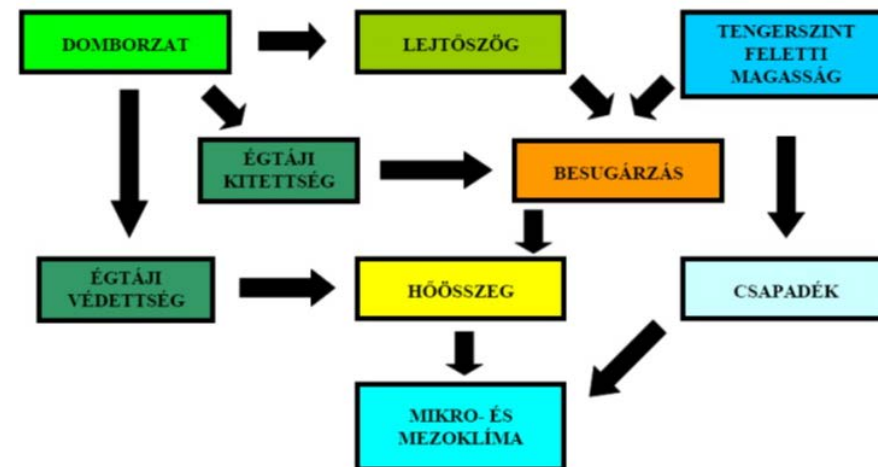 DOMBORZAT
LEJTŐSZÖG
TENGERSZINT
FELETTI
MAGASSÁG
ÉGTÁJI
KITETTSÉG
BESUGÁRZÁS
ÉGTÁJI
VÉDETTSÉG
HŐÖSSZEG
CSAPADÉK
MIKRO- ÉS
MEZOKLÍMA